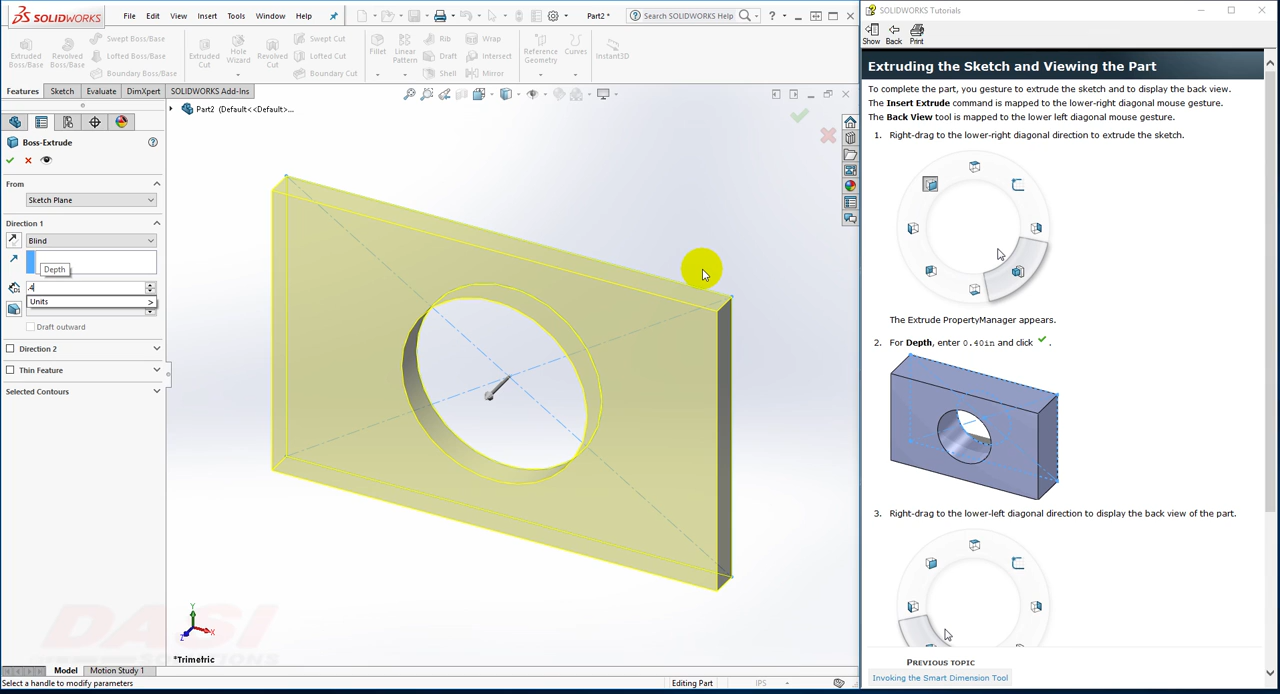 SOLIDWORKS
File Edit View Insert Tools Window Help
Part2 *
Search SOLIDWORKS Help
Extruded Boss/Base
Revolved Boss/Base
Swept Boss/Base
Lofted Boss/Base
Boundary Boss/Base
Extruded Cut
Hole Wizard
Revolved Cut
Swept Cut
Lofted Cut
Boundary Cut
Fillet
Linear Pattern
Rib
Draft
Shell
Wrap
Intersect
Mirror
Reference Geometry
Curves
Instant3D
Features Sketch Evaluate DimXpert SOLIDWORKS Add-Ins
Part2 (Default<<Default>...
Boss-Extrude
From
Sketch Plane
Direction 1
Blind
Depth
.4
Units >
Draft outward
Direction 2
Thin Feature
Selected Contours
Y
Z
X
*Trimetric
DASI
SOLUTIONS
Model Motion Study 1
Select a handle to modify parameters
Editing Part
IPS
SOLIDWORKS Tutorials
Show Back Print
Extruding the Sketch and Viewing the Part
To complete the part, you gesture to extrude the sketch and to display the back view.
The Insert Extrude command is mapped to the lower-right diagonal mouse gesture.
The Back View tool is mapped to the lower left diagonal mouse gesture.
1. Right-drag to the lower-right diagonal direction to extrude the sketch.
The Extrude PropertyManager appears.
2. For Depth, enter 0.40in and click .
3. Right-drag to the lower-left diagonal direction to display the back view of the part.
PREVIOUS TOPIC
Invoking the Smart Dimension Tool